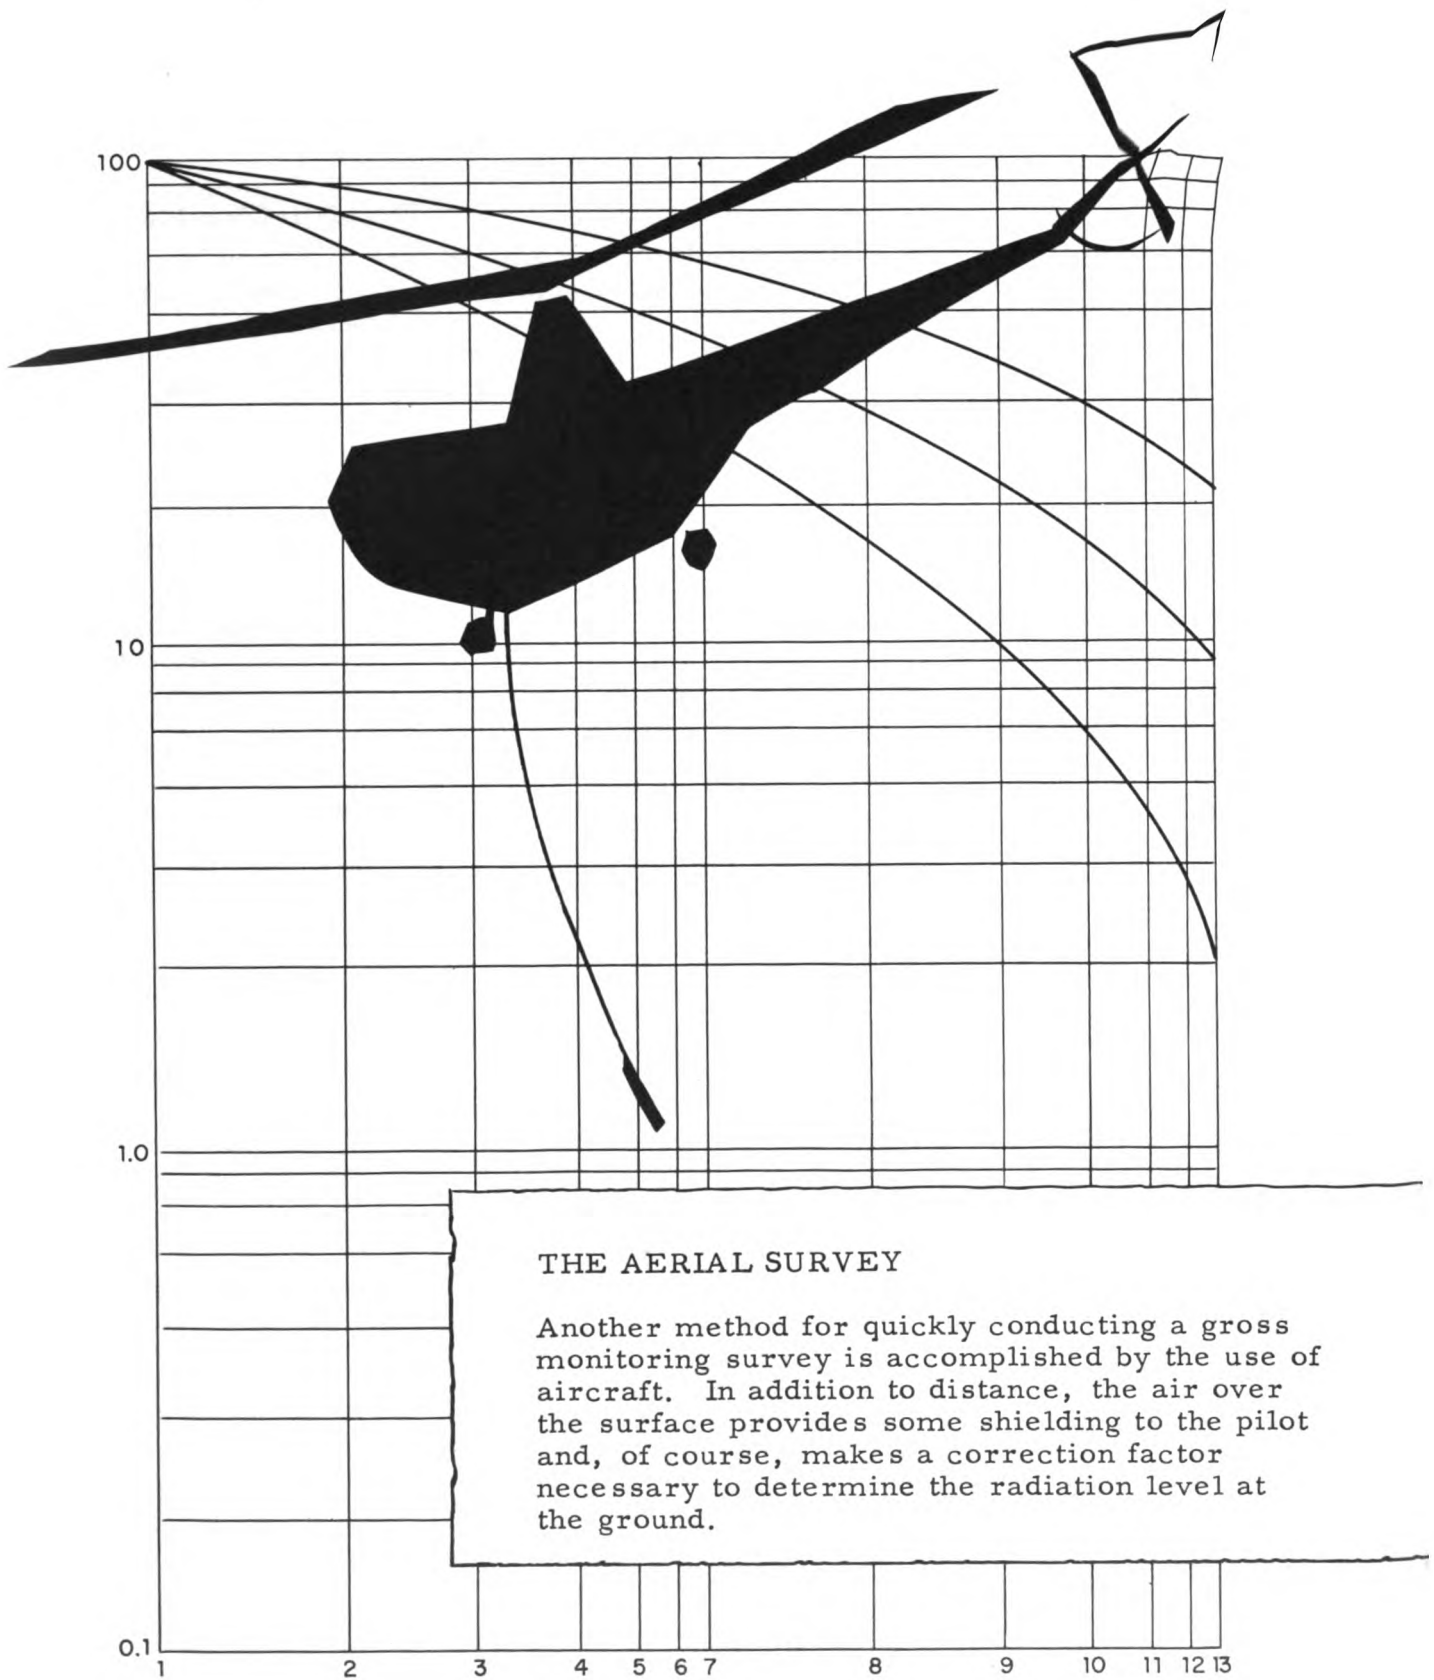 100
10
1.0
THE AERIAL SURVEY
Another method for quickly conducting a gross
monitoring survey is accomplished by the use of
aircraft. In addition to distance, the air over
the surface provides some shielding to the pilot
and, of course, makes a correction factor
necessary to determine the radiation level at
the ground.
0.1
1 2 3 4 5 6 7 8 9 10 11 12 13